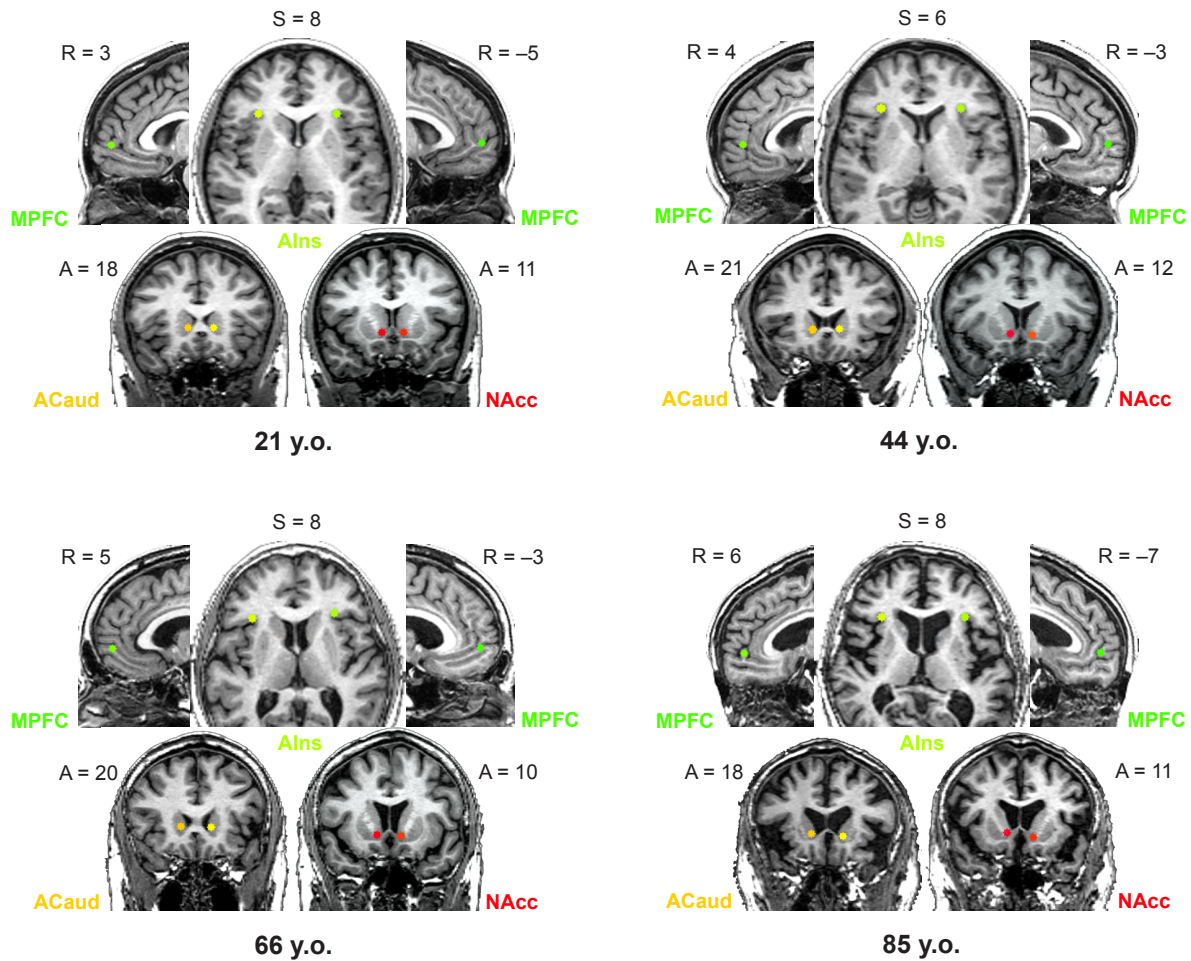 S = 8
R = 3
R = –5
MPFC
MPFC
AIns
A = 18
A = 11
ACaud
NAcc
21 y.o.
S = 6
R = 4
R = –3
MPFC
MPFC
AIns
A = 21
A = 12
ACaud
NAcc
44 y.o.
S = 8
R = 5
R = –3
MPFC
MPFC
AIns
A = 20
A = 10
ACaud
NAcc
66 y.o.
S = 8
R = 6
R = –7
MPFC
MPFC
AIns
A = 18
A = 11
ACaud
NAcc
85 y.o.